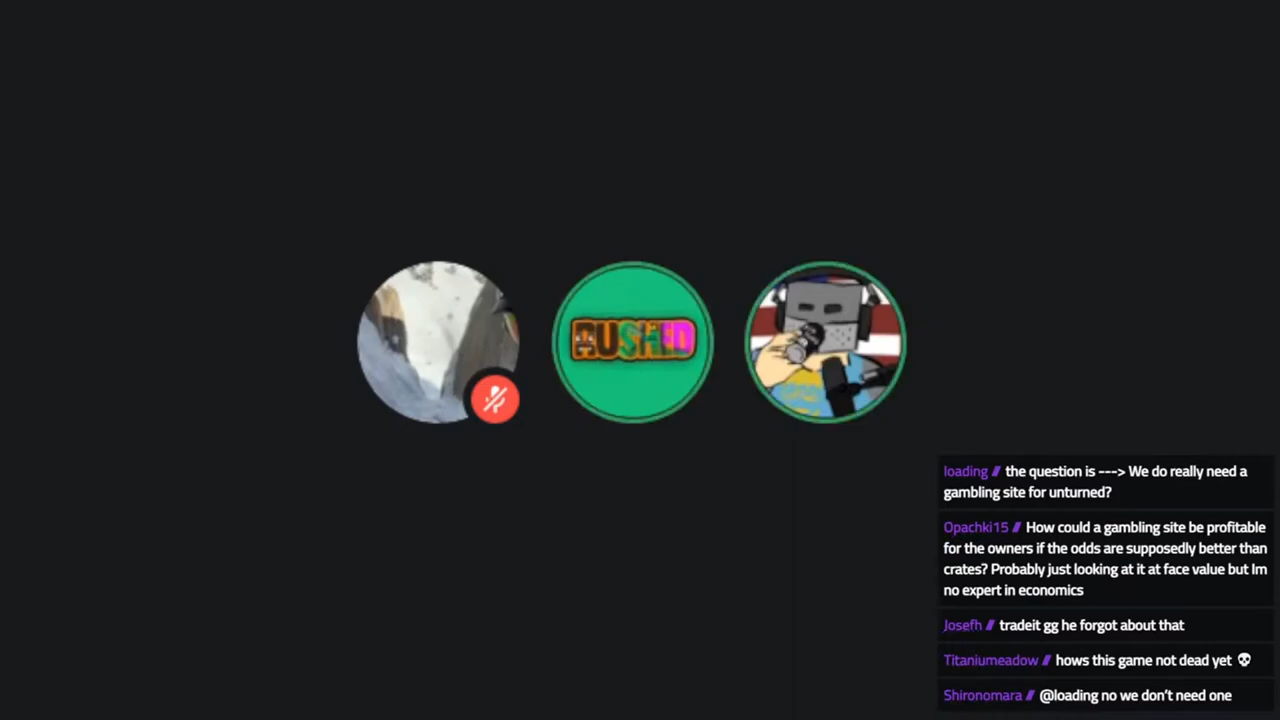 RUSHED
loading // the question is ---> We do really need a
gambling site for unturned?
Opachki15 // How could a gambling site be profitable
for the owners if the odds are supposedly better than
crates? Probably just looking at it at face value but Im
no expert in economics
Josefh // tradeit gg he forgot about that
Titaniumeadow // hows this game not dead yet 💀
Shironomara // @loading no we don't need one